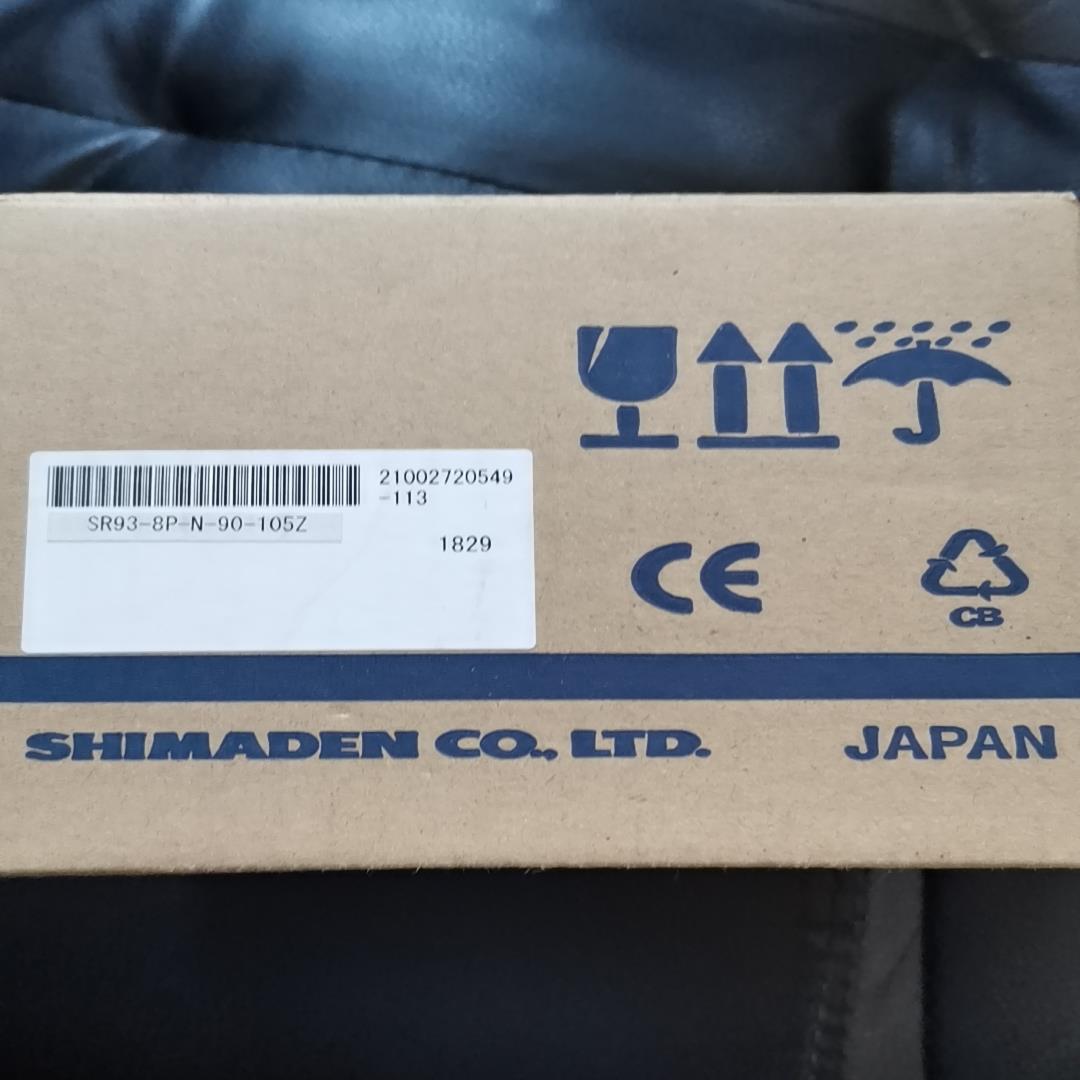 21002720549
-113
SR93-8P-N-90-105Z
1829
CE
CB
SHIMADEN CO., LTD. JAPAN